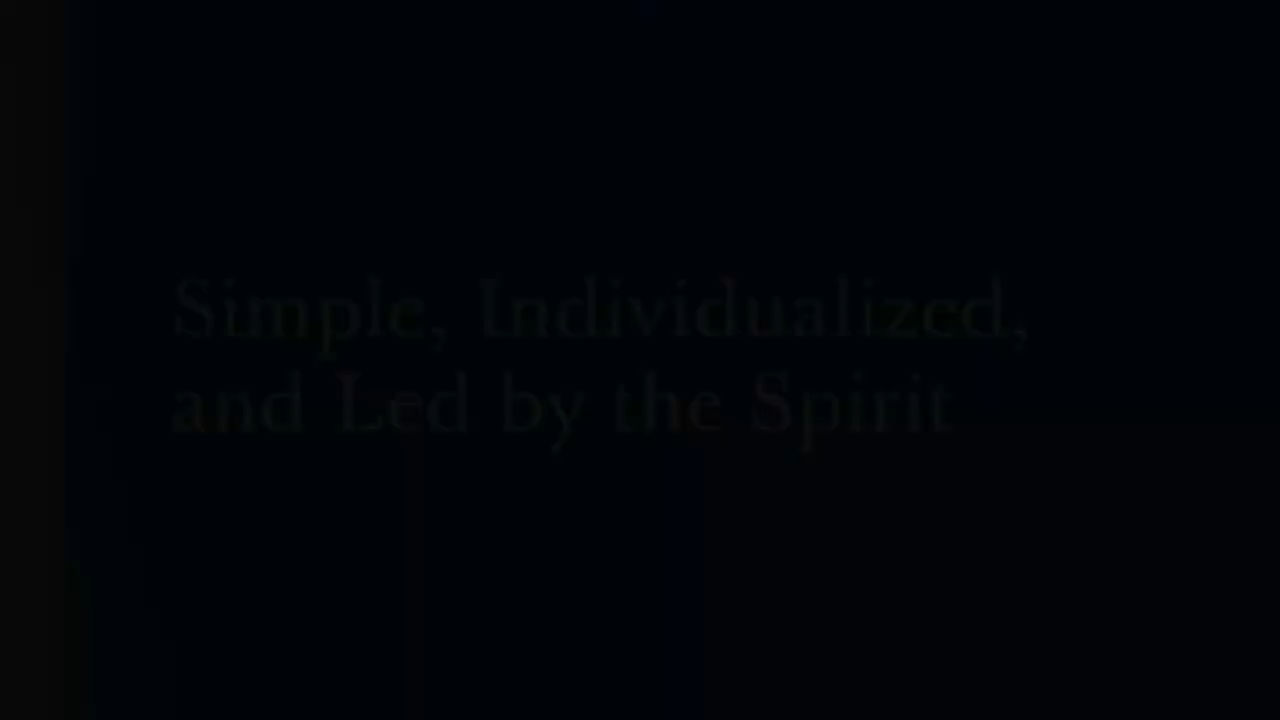 Simple, Individualized,
and Led by the Spirit